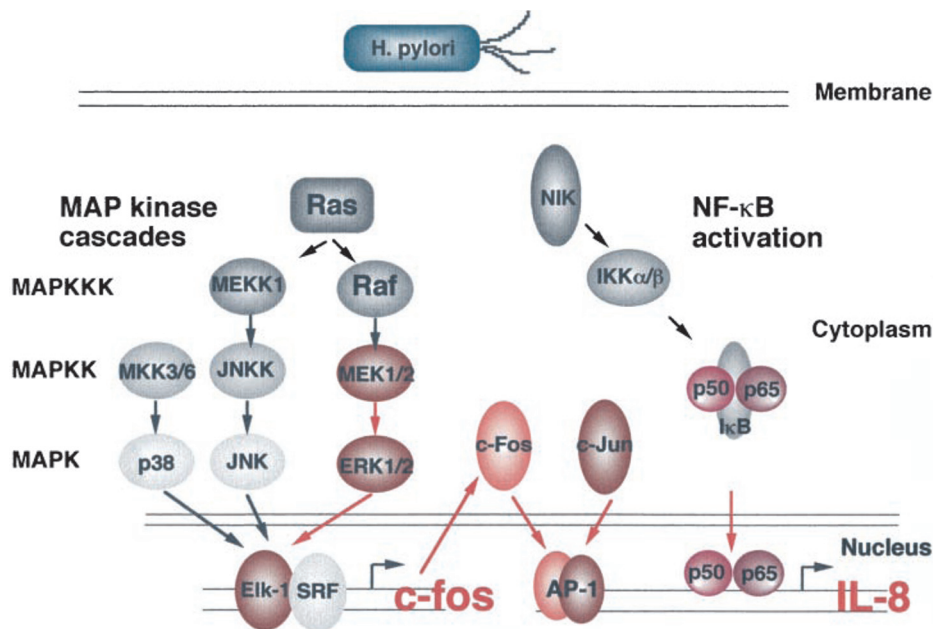 H. pylori
Membrane
MAP kinase
cascades
Ras
NIK
NF-κB
activation
MAPKKK
MEKK1
Raf
IKKα/β
Cytoplasm
MAPKK
MKK3/6
JNKK
MEK1/2
p50
p65
IκB
MAPK
p38
JNK
ERK1/2
c-Fos
c-Jun
Nucleus
Elk-1
SRF
c-fos
AP-1
p50
p65
IL-8